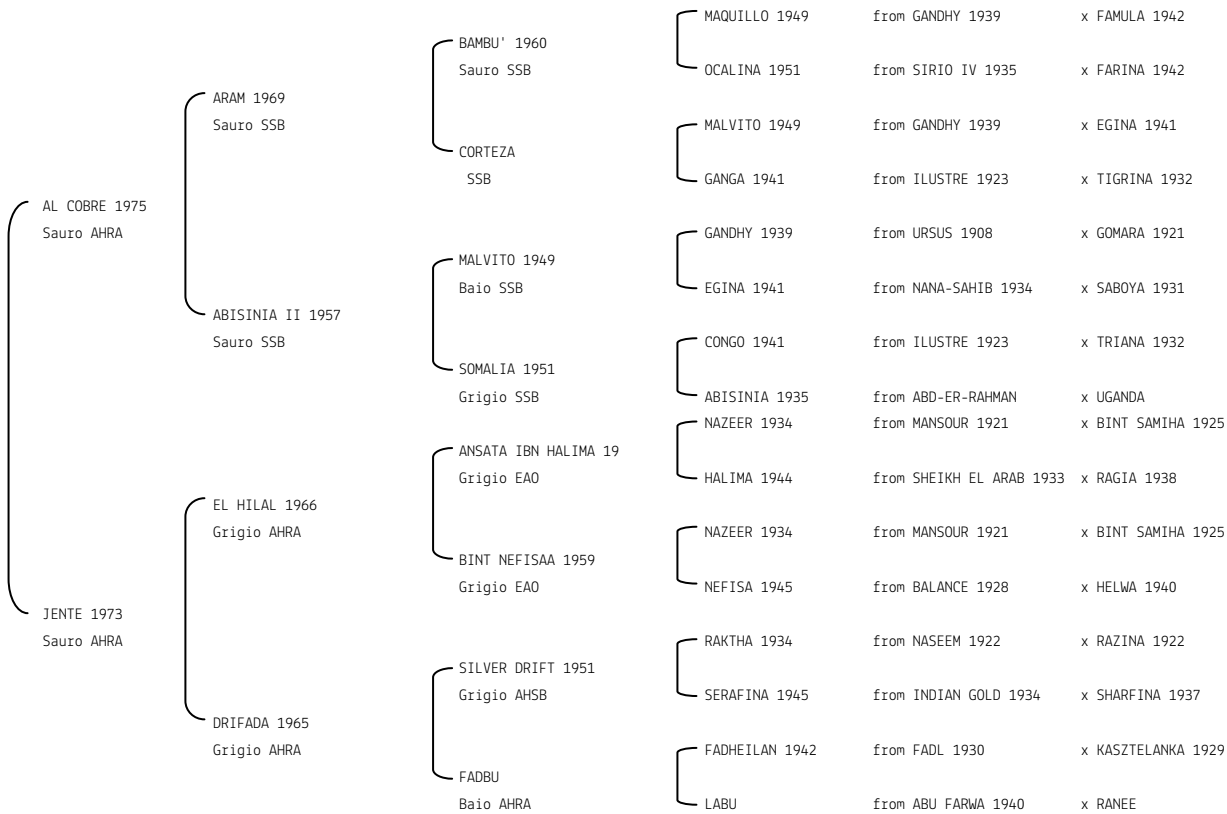 MAQUILLO 1949 from GANDHY 1939 x FAMULA 1942
BAMBU' 1960
Sauro SSB
OCALINA 1951 from SIRIO IV 1935 x FARINA 1942
ARAM 1969
Sauro SSB
MALVITO 1949 from GANDHY 1939 x EGINA 1941
CORTEZA
SSB
GANGA 1941 from ILUSTRE 1923 x TIGRINA 1932
AL COBRE 1975
Sauro AHRA
GANDHY 1939 from URSUS 1908 x GOMARA 1921
MALVITO 1949
Baio SSB
EGINA 1941 from NANA-SAHIB 1934 x SABOYA 1931
ABISINIA II 1957
Sauro SSB
CONGO 1941 from ILUSTRE 1923 x TRIANA 1932
SOMALIA 1951
Grigio SSB
ABISINIA 1935 from ABD-ER-RAHMAN x UGANDA
NAZEER 1934 from MANSOUR 1921 x BINT SAMIHA 1925
ANSATA IBN HALIMA 19
Grigio EAO
HALIMA 1944 from SHEIKH EL ARAB 1933 x RAGIA 1938
EL HILAL 1966
Grigio AHRA
NAZEER 1934 from MANSOUR 1921 x BINT SAMIHA 1925
BINT NEFISAA 1959
Grigio EAO
NEFISA 1945 from BALANCE 1928 x HELWA 1940
JENTE 1973
Sauro AHRA
RAKTHA 1934 from NASEEM 1922 x RAZINA 1922
SILVER DRIFT 1951
Grigio AHSB
SERAFINA 1945 from INDIAN GOLD 1934 x SHARFINA 1937
DRIFADA 1965
Grigio AHRA
FADHEILAN 1942 from FADL 1930 x KASZTELANKA 1929
FADBU
Baio AHRA
LABU from ABU FARWA 1940 x RANEE